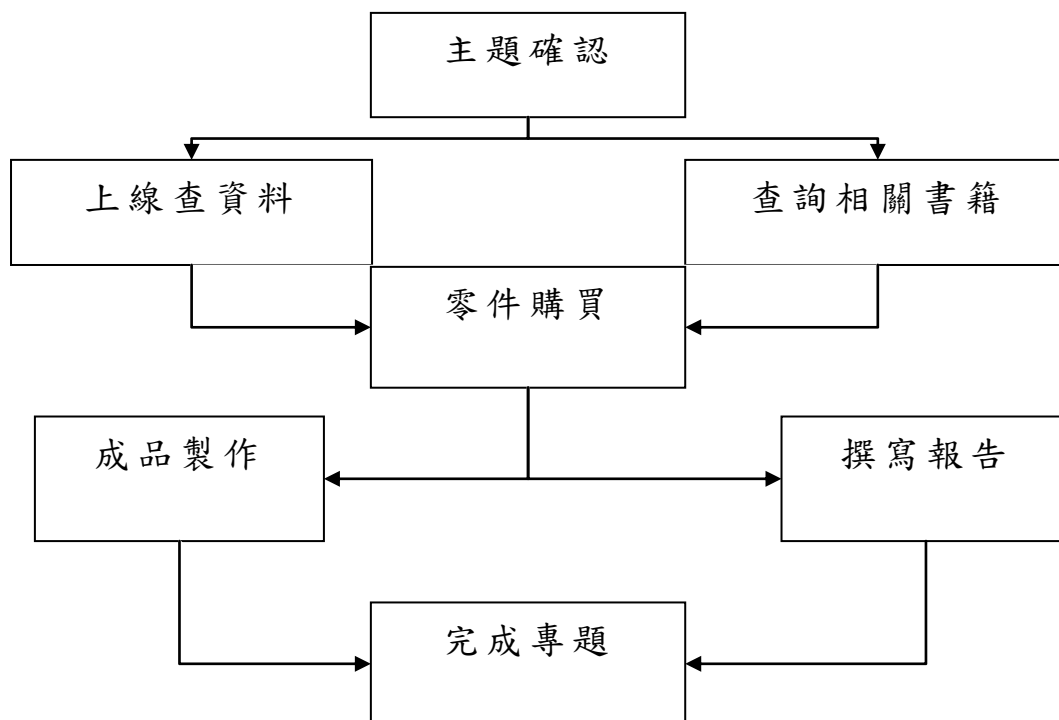 主題確認
上線查資料
查詢相關書籍
零件購買
成品製作
撰寫報告
完成專題